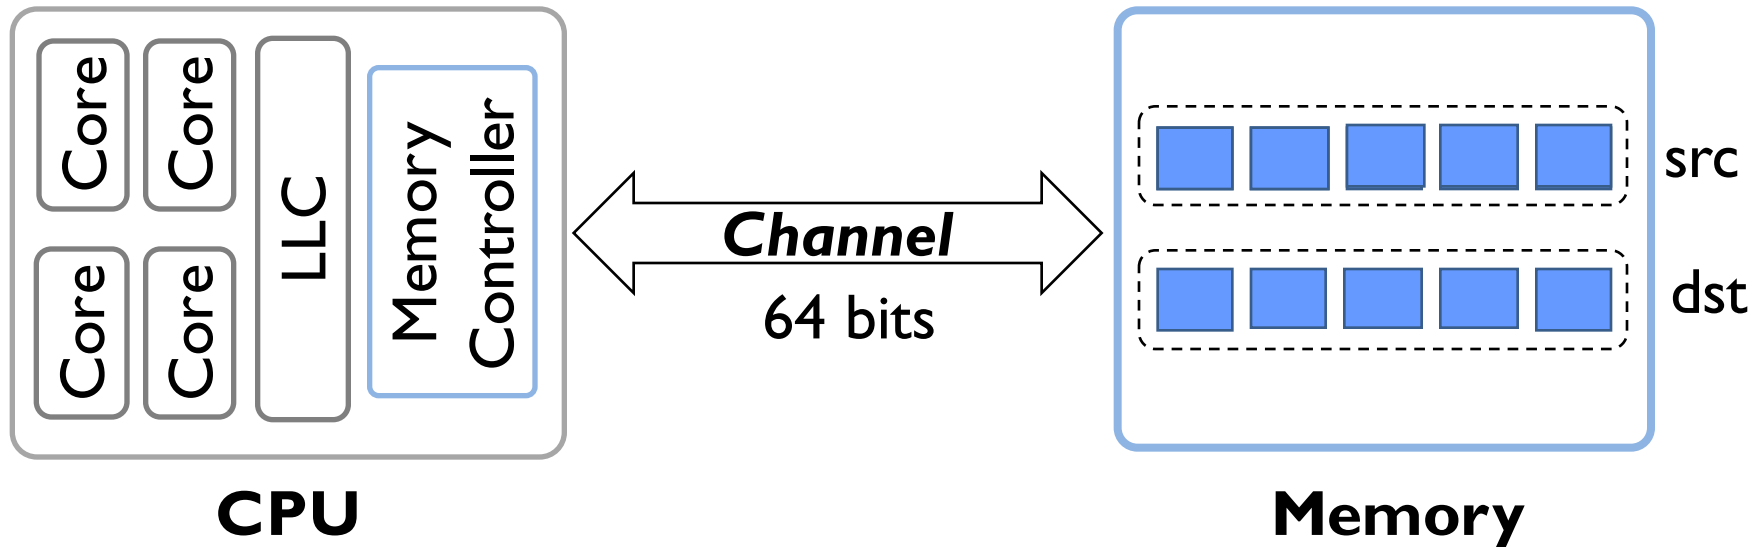 Core
Core
Core
Core
LLC
Memory
Controller
Channel
64 bits
src
dst
CPU
Memory